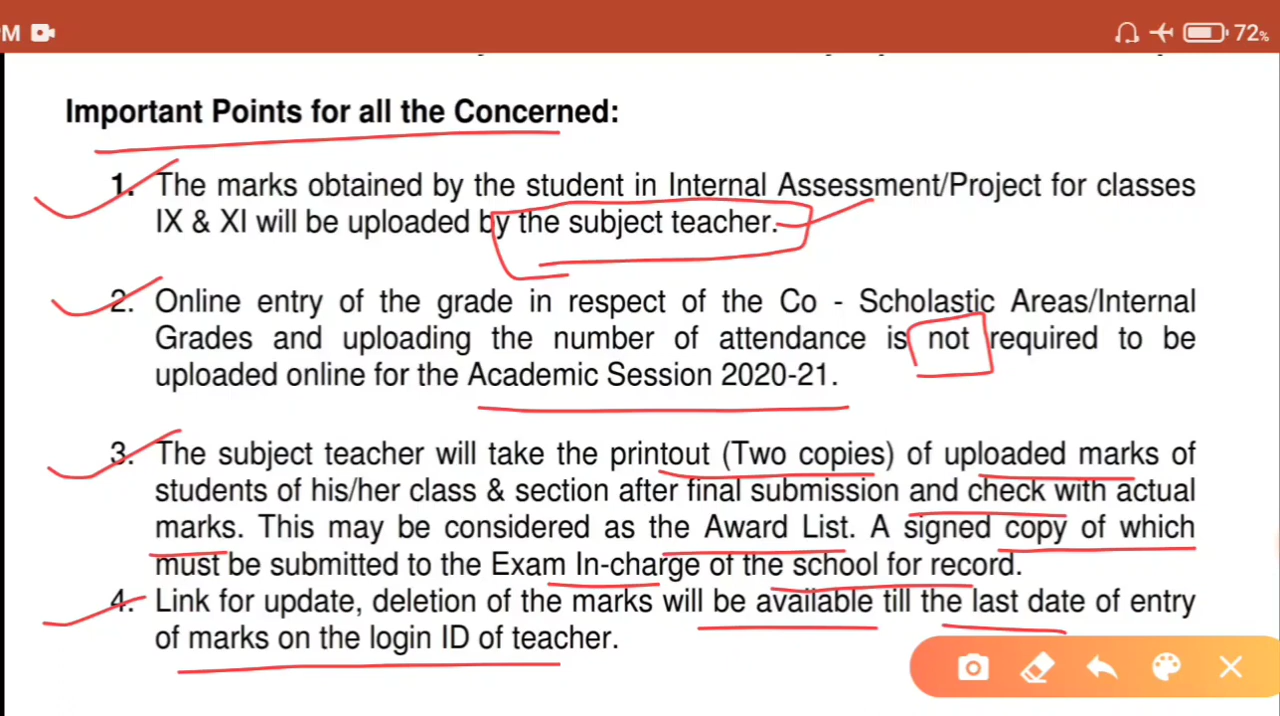 M
72%
Important Points for all the Concerned:
1. The marks obtained by the student in Internal Assessment/Project for classes
IX & XI will be uploaded by the subject teacher.
2. Online entry of the grade in respect of the Co - Scholastic Areas/Internal
Grades and uploading the number of attendance is not required to be
uploaded online for the Academic Session 2020-21.
3. The subject teacher will take the printout (Two copies) of uploaded marks of
students of his/her class & section after final submission and check with actual
marks. This may be considered as the Award List. A signed copy of which
must be submitted to the Exam In-charge of the school for record.
4. Link for update, deletion of the marks will be available till the last date of entry
of marks on the login ID of teacher.